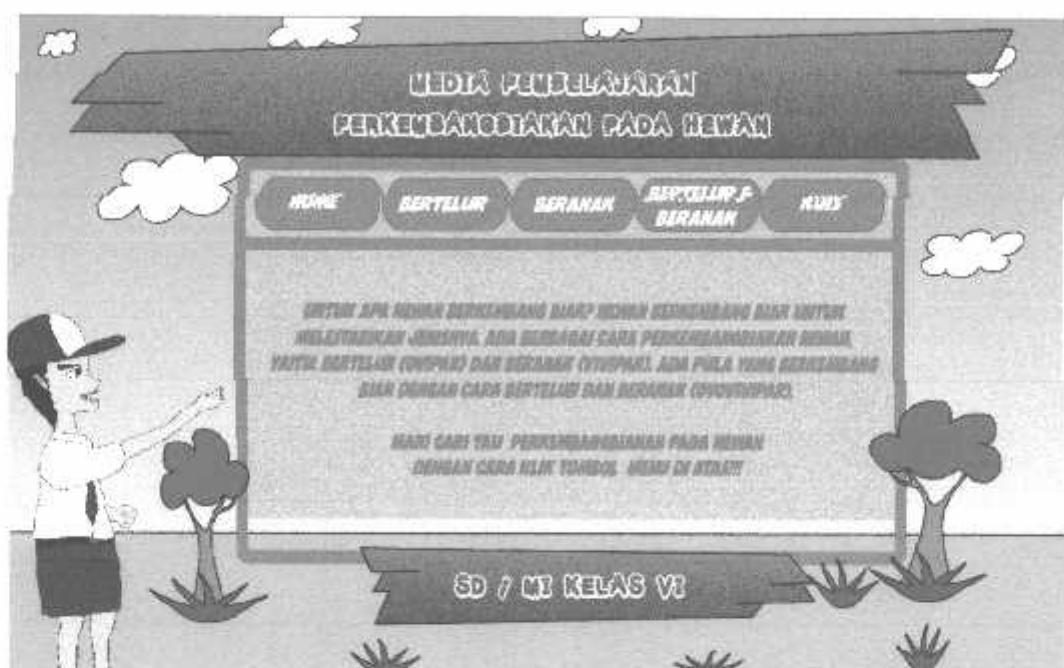 MEDIA PEMBELAJARAN
PERKEMBANGBIAKAN PADA HEWAN
HOME
BERTELUR
BERANAK
BERTELUR &
BERANAK
KUIS
UNTUK APA HEWAN BERKEMBANG BIAK? HEWAN BERKEMBANG BIAK UNTUK
MELESTARIKAN JENISNYA. ADA BERBAGAI CARA PERKEMBANGBIAKAN HEWAN,
YAITU BERTELUR (OVIPAR) DAN BERANAK (VIVIPAR). ADA PULA YANG BERKEMBANG
BIAK DENGAN CARA BERTELUR DAN BERANAK (OVOVIVIPAR).
MARI CARI TAU PERKEMBANGBIAKAN PADA HEWAN
DENGAN CARA KLIK TOMBOL MENU DI ATAS!!!
SD / MI KELAS VI